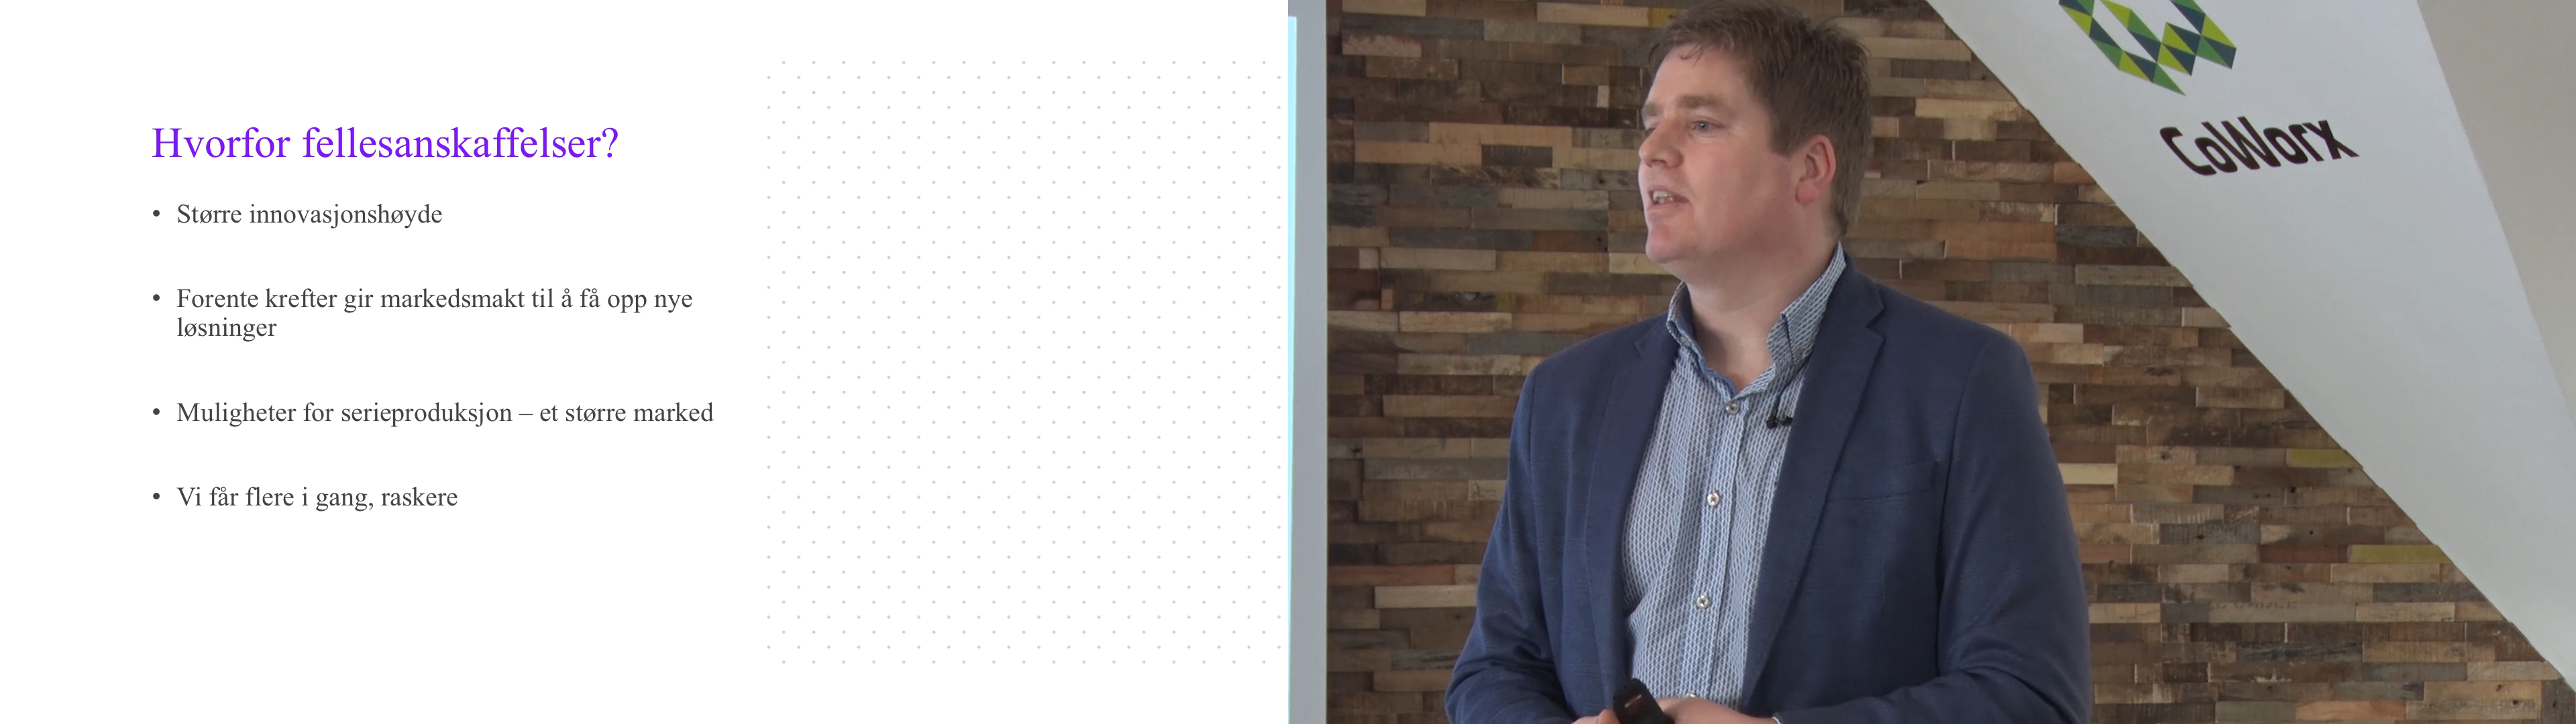 Hvorfor fellesanskaffelser?
• Større innovasjonshøyde
• Forente krefter gir markedsmakt til å få opp nye
løsninger
• Muligheter for serieproduksjon – et større marked
• Vi får flere i gang, raskere
CoWorx